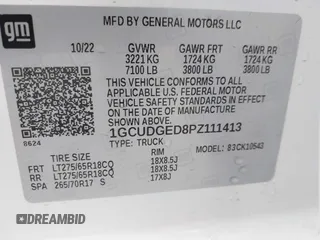 gm
MFD BY GENERAL MOTORS LLC
10/22 GVWR GAWR FRT GAWR RR
3221 KG 1724 KG 1724 KG
7100 LB 3800 LB 3800 LB
THIS VEHICLE CONFORMS TO ALL APPLICABLE U.S. FEDERAL MOTOR VEHICLE SAFETY STANDARDS IN EFFECT ON THE DATE OF MANUFACTURE SHOWN ABOVE.
1GCUDGED8PZ111413
8624 TYPE: TRUCK 83CK10543
TIRE SIZE RIM
FRT LT275/65R18CQ 18X8.5J
RR LT275/65R18CQ 18X8.5J
SPA 265/70R17 S 17X8J